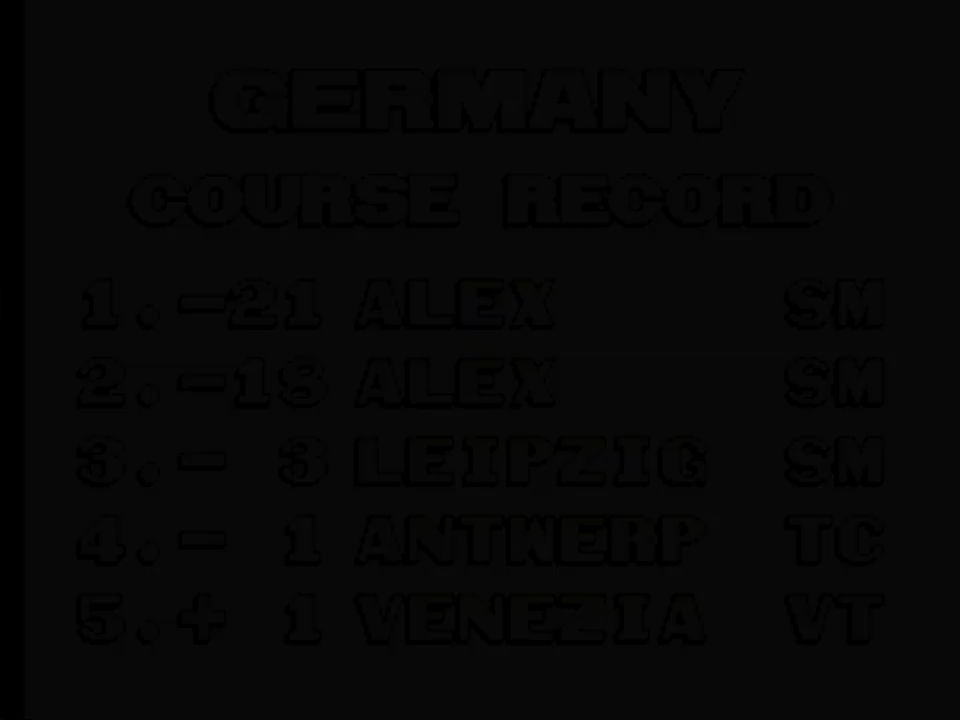 GERMANY
COURSE RECORD
1.-21 ALEX SM
2.-18 ALEX SM
3.- 3 LEIPZIG SM
4.- 1 ANTWERP TC
5.+ 1 VENEZIA VT